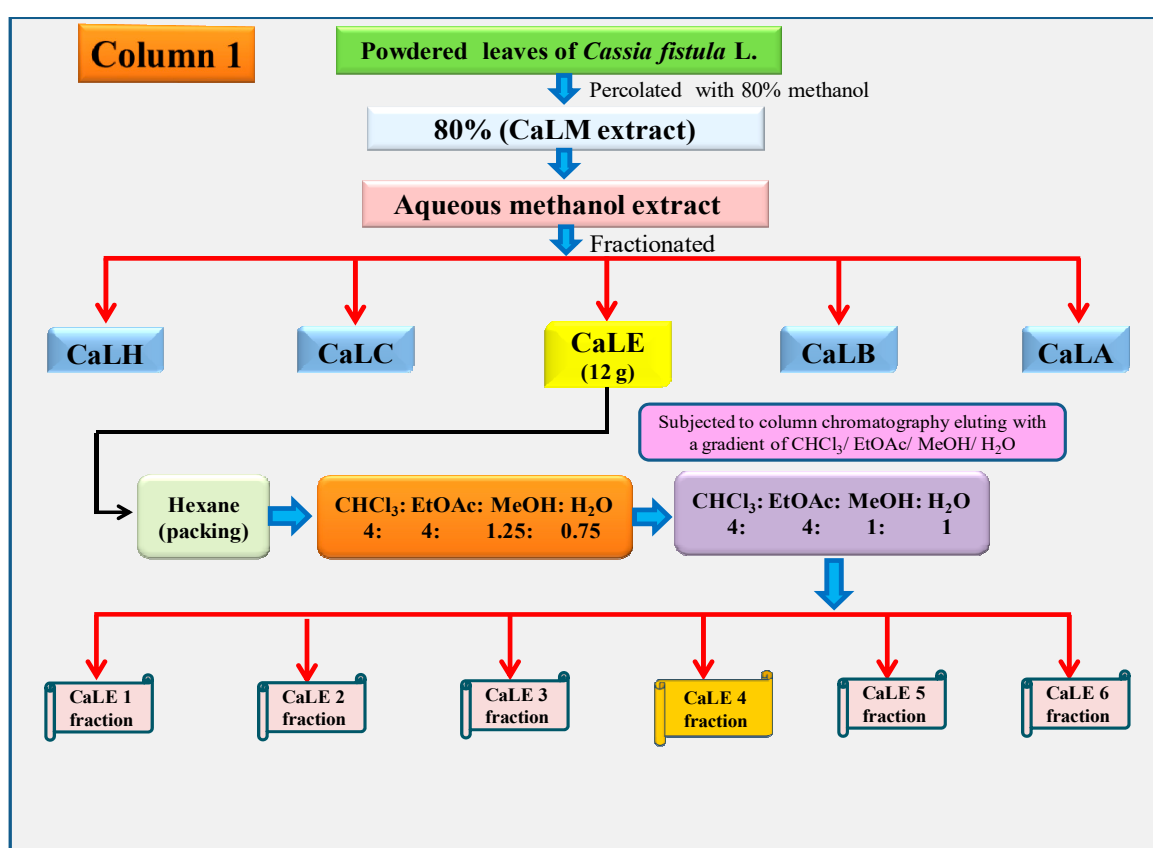 Column 1
Powdered leaves of Cassia fistula L.
Percolated with 80% methanol
80% (CaLM extract)
Aqueous methanol extract
Fractionated
CaLH
CaLC
CaLE
(12 g)
CaLB
CaLA
Subjected to column chromatography eluting with
a gradient of CHCl₃/ EtOAc/ MeOH/ H₂O
Hexane
(packing)
CHCl₃: EtOAc: MeOH: H₂O
4: 4: 1.25: 0.75
CHCl₃: EtOAc: MeOH: H₂O
4: 4: 1: 1
CaLE 1
fraction
CaLE 2
fraction
CaLE 3
fraction
CaLE 4
fraction
CaLE 5
fraction
CaLE 6
fraction